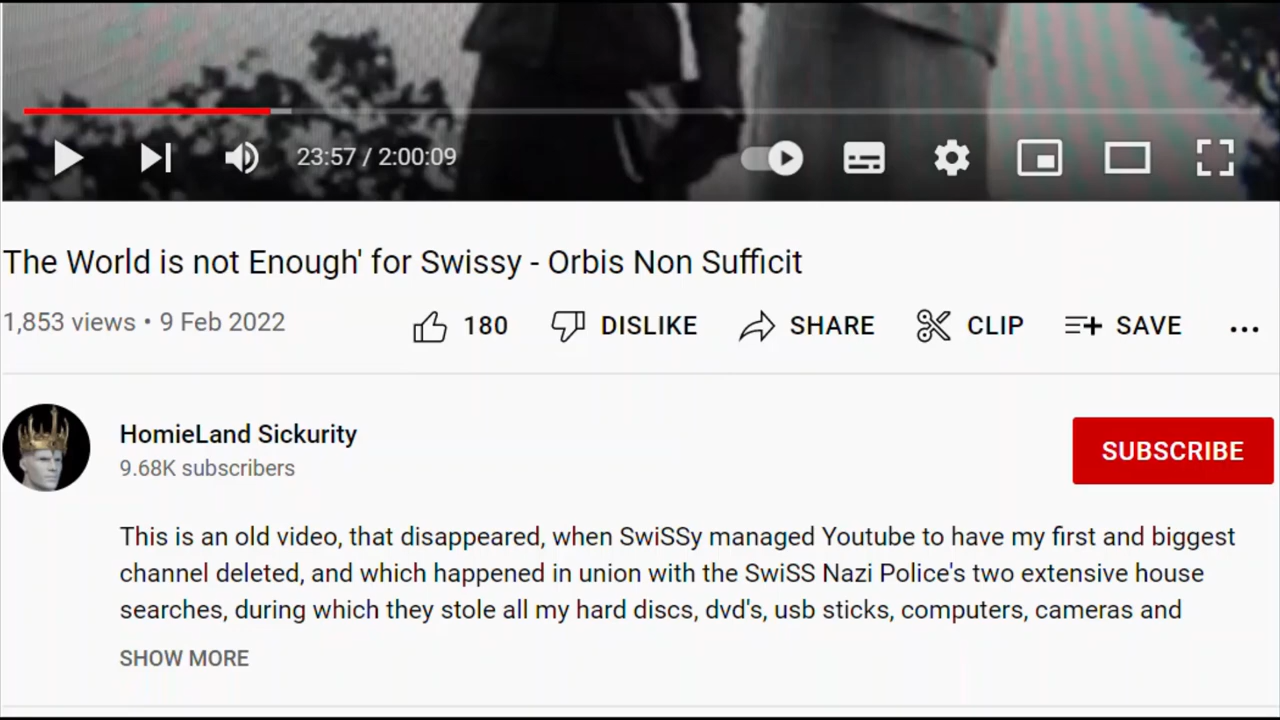 23:57 / 2:00:09
The World is not Enough' for Swissy - Orbis Non Sufficit
1,853 views • 9 Feb 2022
180 DISLIKE SHARE CLIP SAVE ...
HomieLand Sickurity
9.68K subscribers
SUBSCRIBE
This is an old video, that disappeared, when SwiSSy managed Youtube to have my first and biggest
channel deleted, and which happened in union with the SwiSS Nazi Police's two extensive house
searches, during which they stole all my hard discs, dvd's, usb sticks, computers, cameras and
SHOW MORE